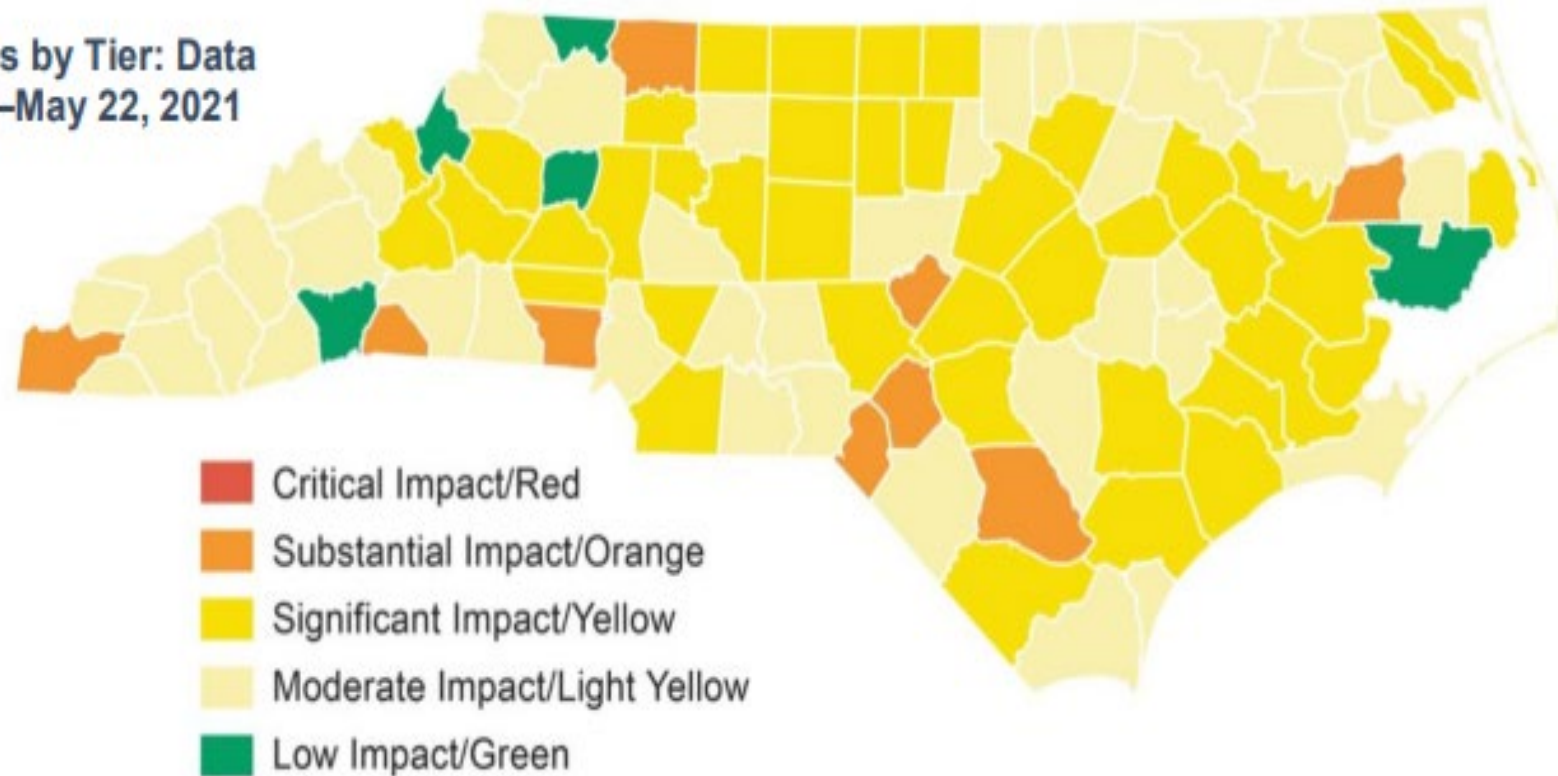 s by Tier: Data
–May 22, 2021
Critical Impact/Red
Substantial Impact/Orange
Significant Impact/Yellow
Moderate Impact/Light Yellow
Low Impact/Green